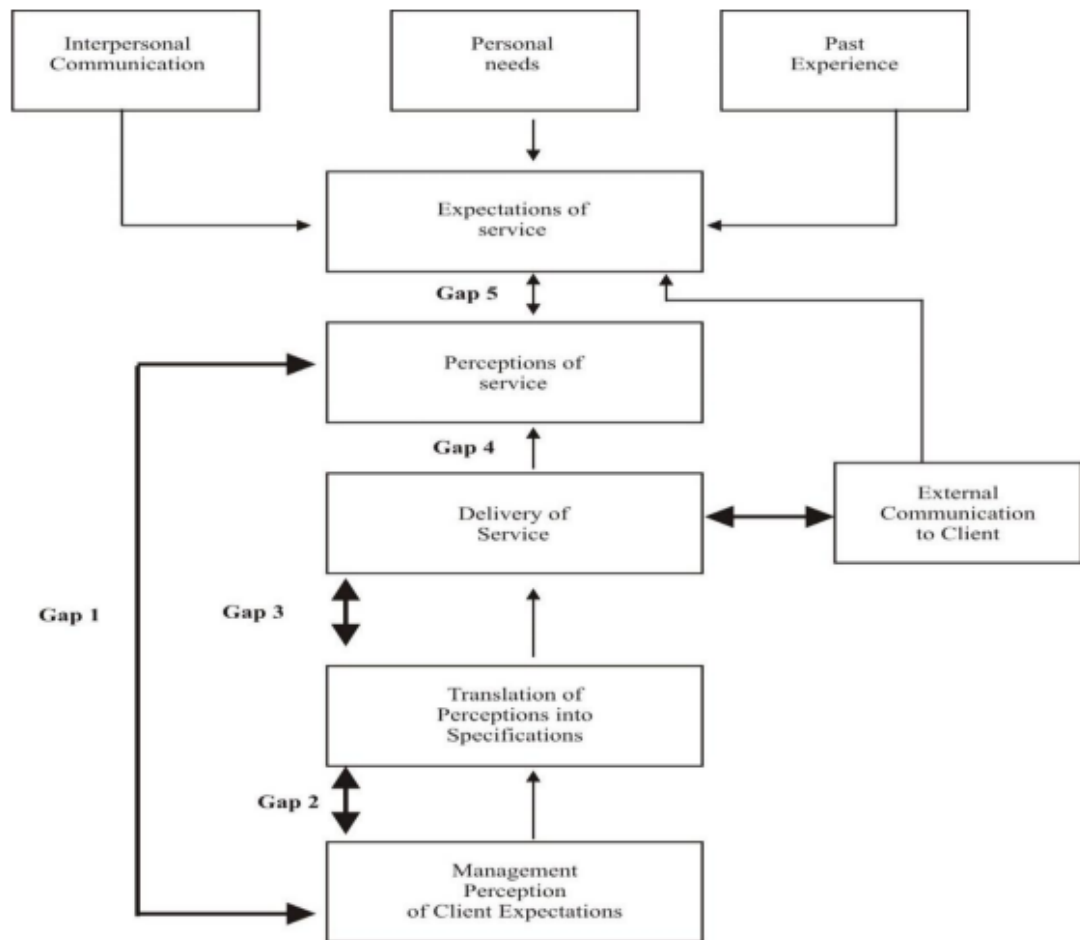 Interpersonal
Communication
Personal
needs
Past
Experience
Expectations of
service
Gap 5
Perceptions of
service
Gap 4
Delivery of
Service
External
Communication
to Client
Gap 1
Gap 3
Translation of
Perceptions into
Specifications
Gap 2
Management
Perception
of Client Expectations